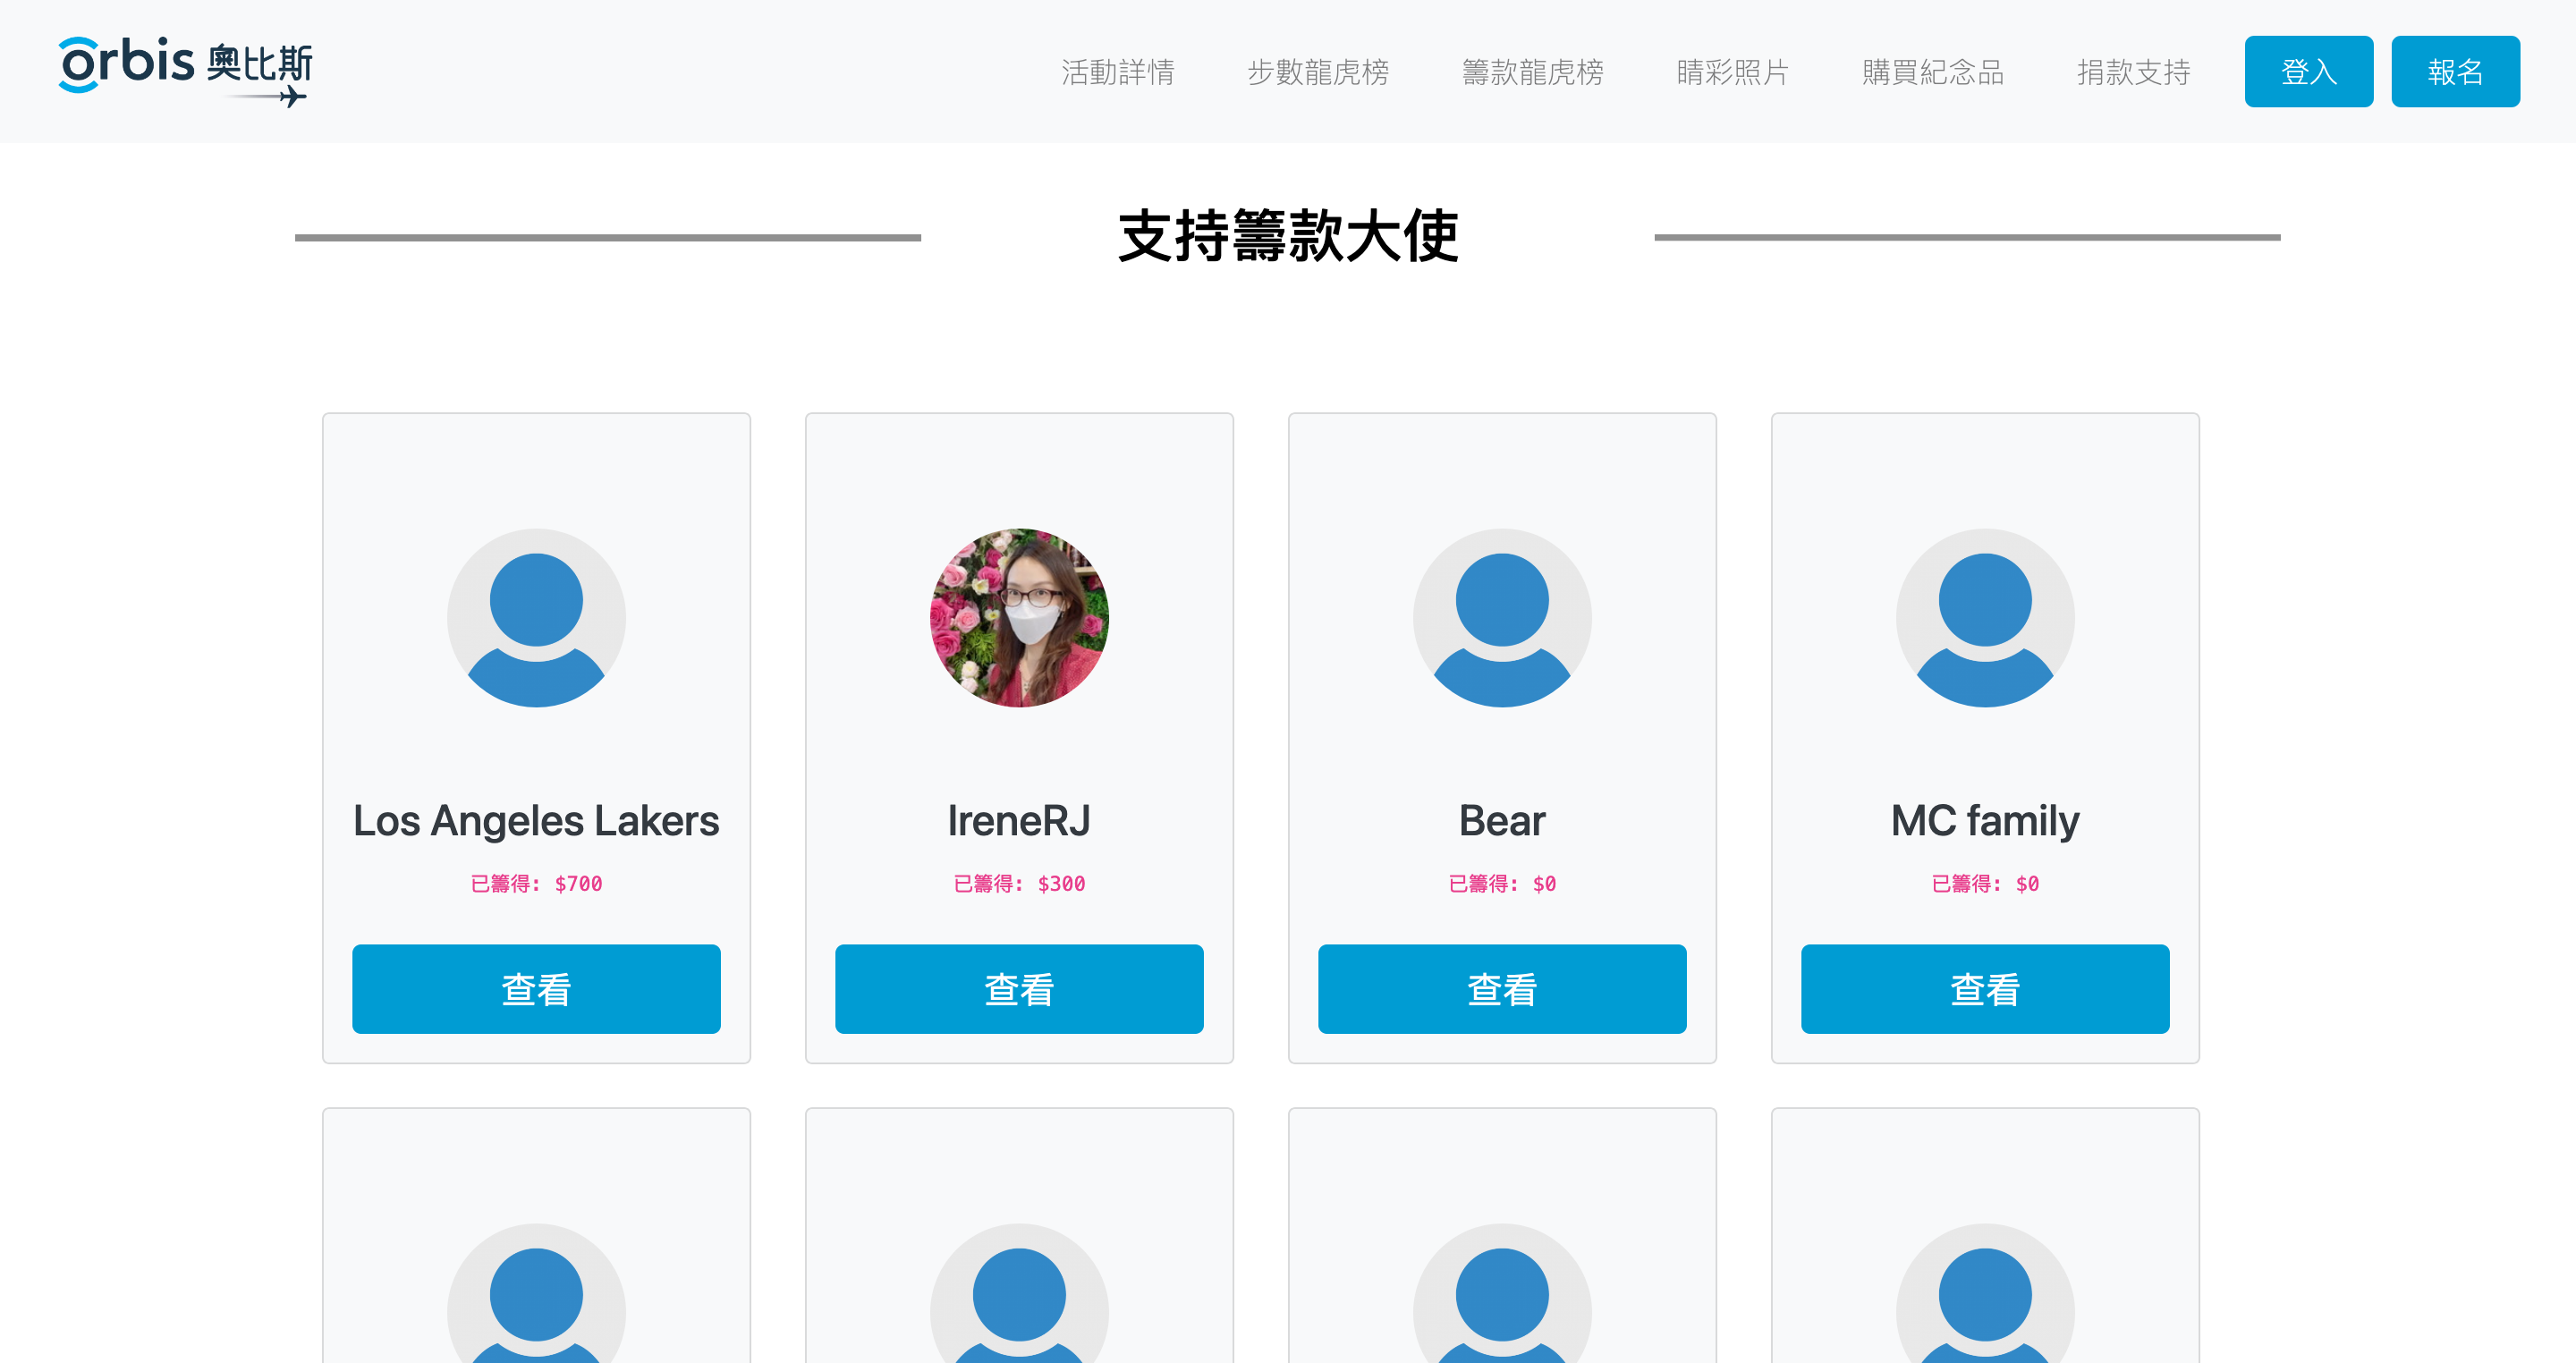 orbis 奧比斯
活動詳情 步數龍虎榜 籌款龍虎榜 睛彩照片 購買紀念品 捐款支持 登入 報名
支持籌款大使
Los Angeles Lakers
已籌得: $700
查看
IreneRJ
已籌得: $300
查看
Bear
已籌得: $0
查看
MC family
已籌得: $0
查看